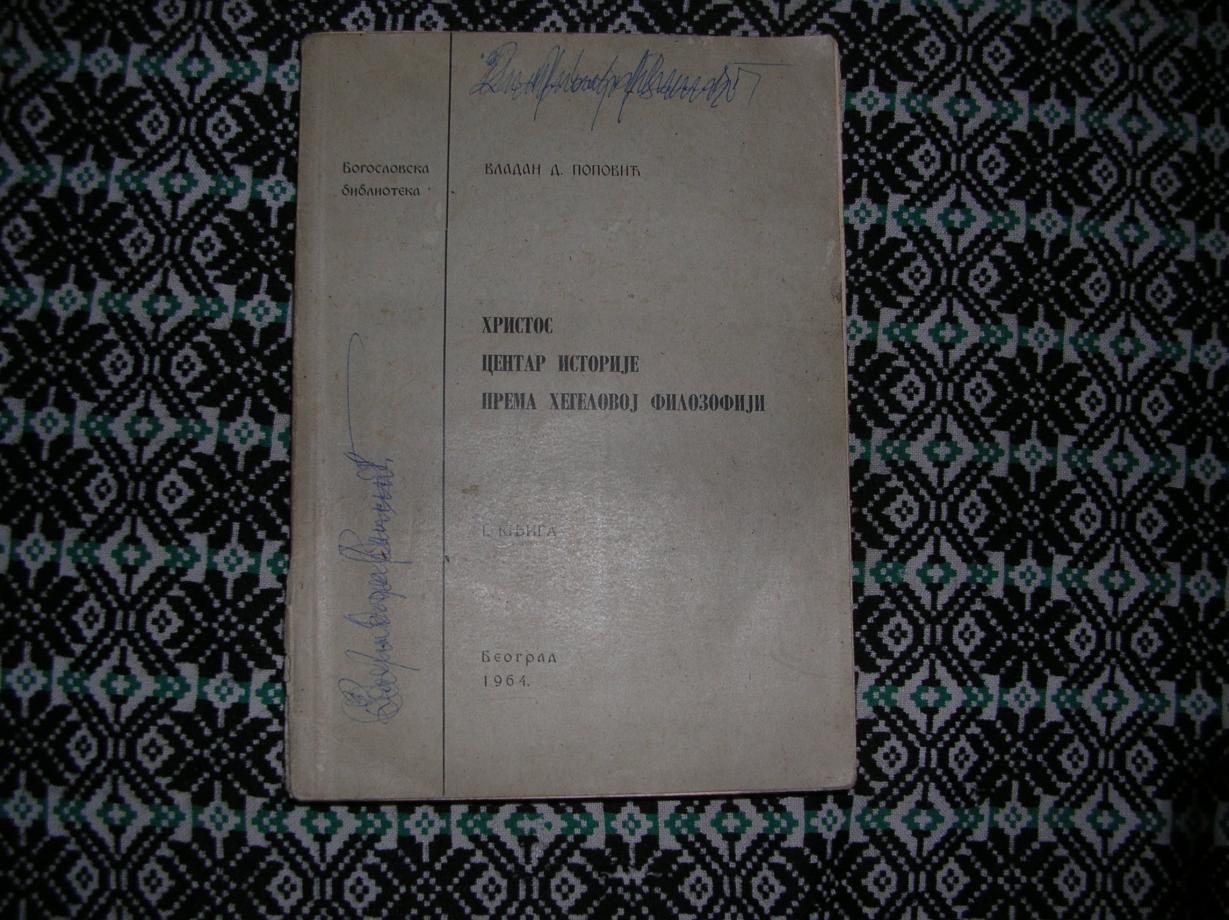 Богословска
библиотека
ВЛАДАН Д. ПОПОВИЋ
ХРИСТОС
ЦЕНТАР ИСТОРИЈЕ
ПРЕМА ХЕГЕЛОВОЈ ФИЛОЗОФИЈИ
I. КЊИГА
Београд
1964.